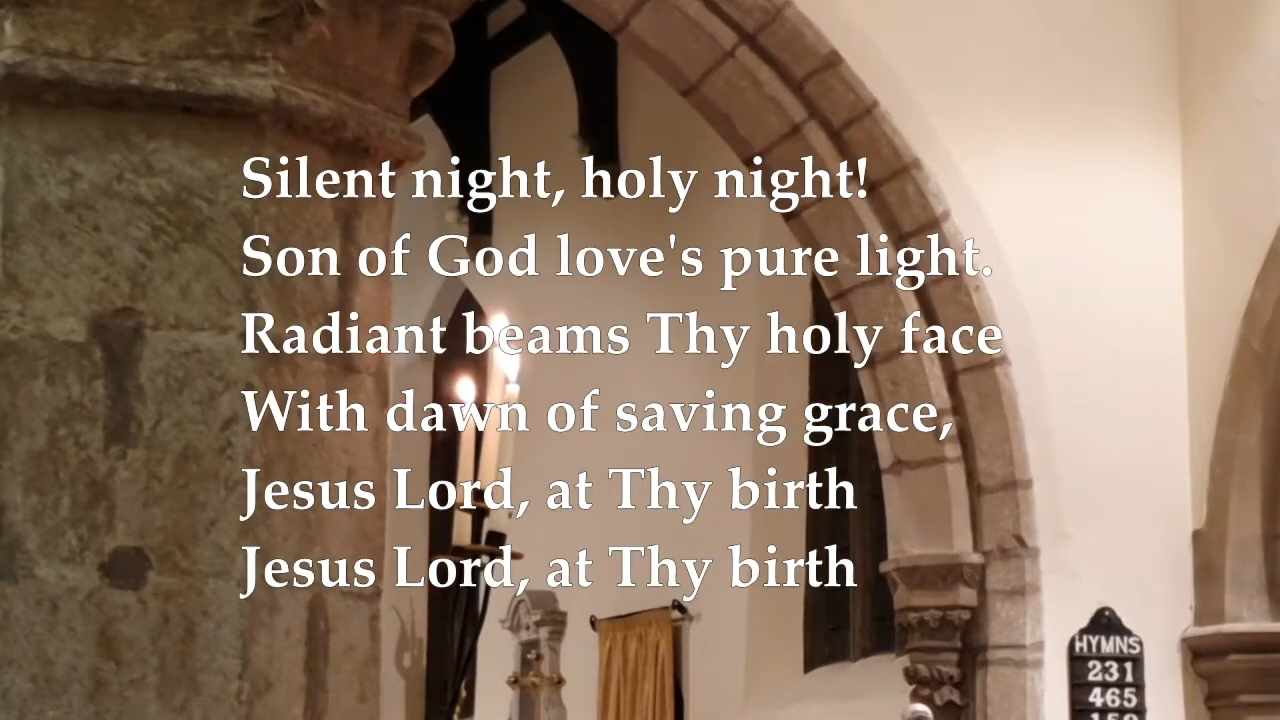 Silent night, holy night!
Son of God love's pure light.
Radiant beams Thy holy face
With dawn of saving grace,
Jesus Lord, at Thy birth
Jesus Lord, at Thy birth
HYMNS
231
465